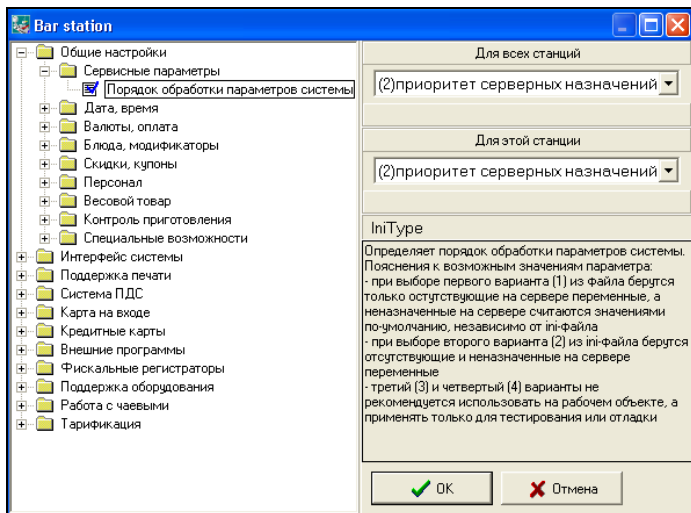 Bar station
Общие настройки
Сервисные параметры
Порядок обработки параметров системы
Дата, время
Валюты, оплата
Блюда, модификаторы
Скидки, купоны
Персонал
Весовой товар
Контроль приготовления
Специальные возможности
Интерфейс системы
Поддержка печати
Система ПДС
Карта на входе
Кредитные карты
Внешние программы
Фискальные регистраторы
Поддержка оборудования
Работа с чаевыми
Тарификация
Для всех станций
(2)приоритет серверных назначений
Для этой станции
(2)приоритет серверных назначений
IniType
Определяет порядок обработки параметров системы.
Пояснения к возможным значениям параметра:
- при выборе первого варианта (1) из файла берутся
только остутствующие на сервере переменные, а
неназначенные на сервере считаются значениями
по-умолчанию, независимо от ini-файла
- при выборе второго варианта (2) из ini-файла берутся
отсутствующие и неназначенные на сервере
переменные
- третий (3) и четвертый (4) варианты не
рекомендуется использовать на рабочем объекте, а
применять только для тестирования или отладки
OK
Отмена